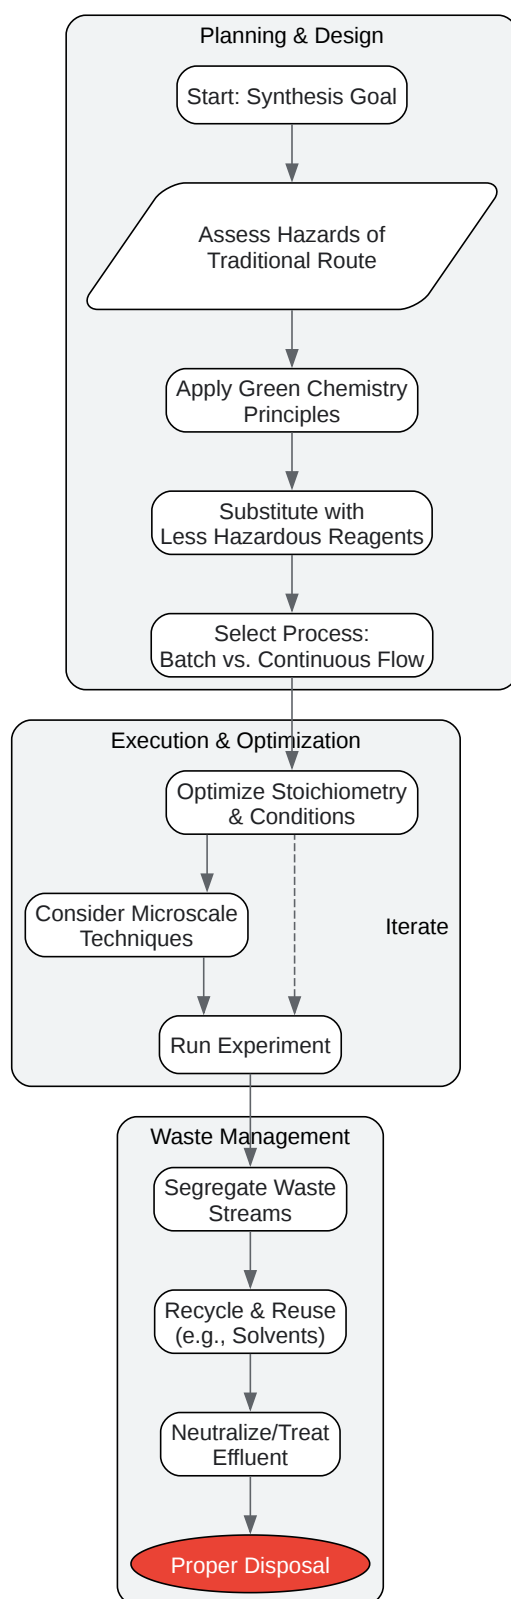 Planning & Design
Start: Synthesis Goal
Assess Hazards of
Traditional Route
Apply Green Chemistry
Principles
Substitute with
Less Hazardous Reagents
Select Process:
Batch vs. Continuous Flow
Execution & Optimization
Optimize Stoichiometry
& Conditions
Consider Microscale
Techniques
Iterate
Run Experiment
Waste Management
Segregate Waste
Streams
Recycle & Reuse
(e.g., Solvents)
Neutralize/Treat
Effluent
Proper Disposal